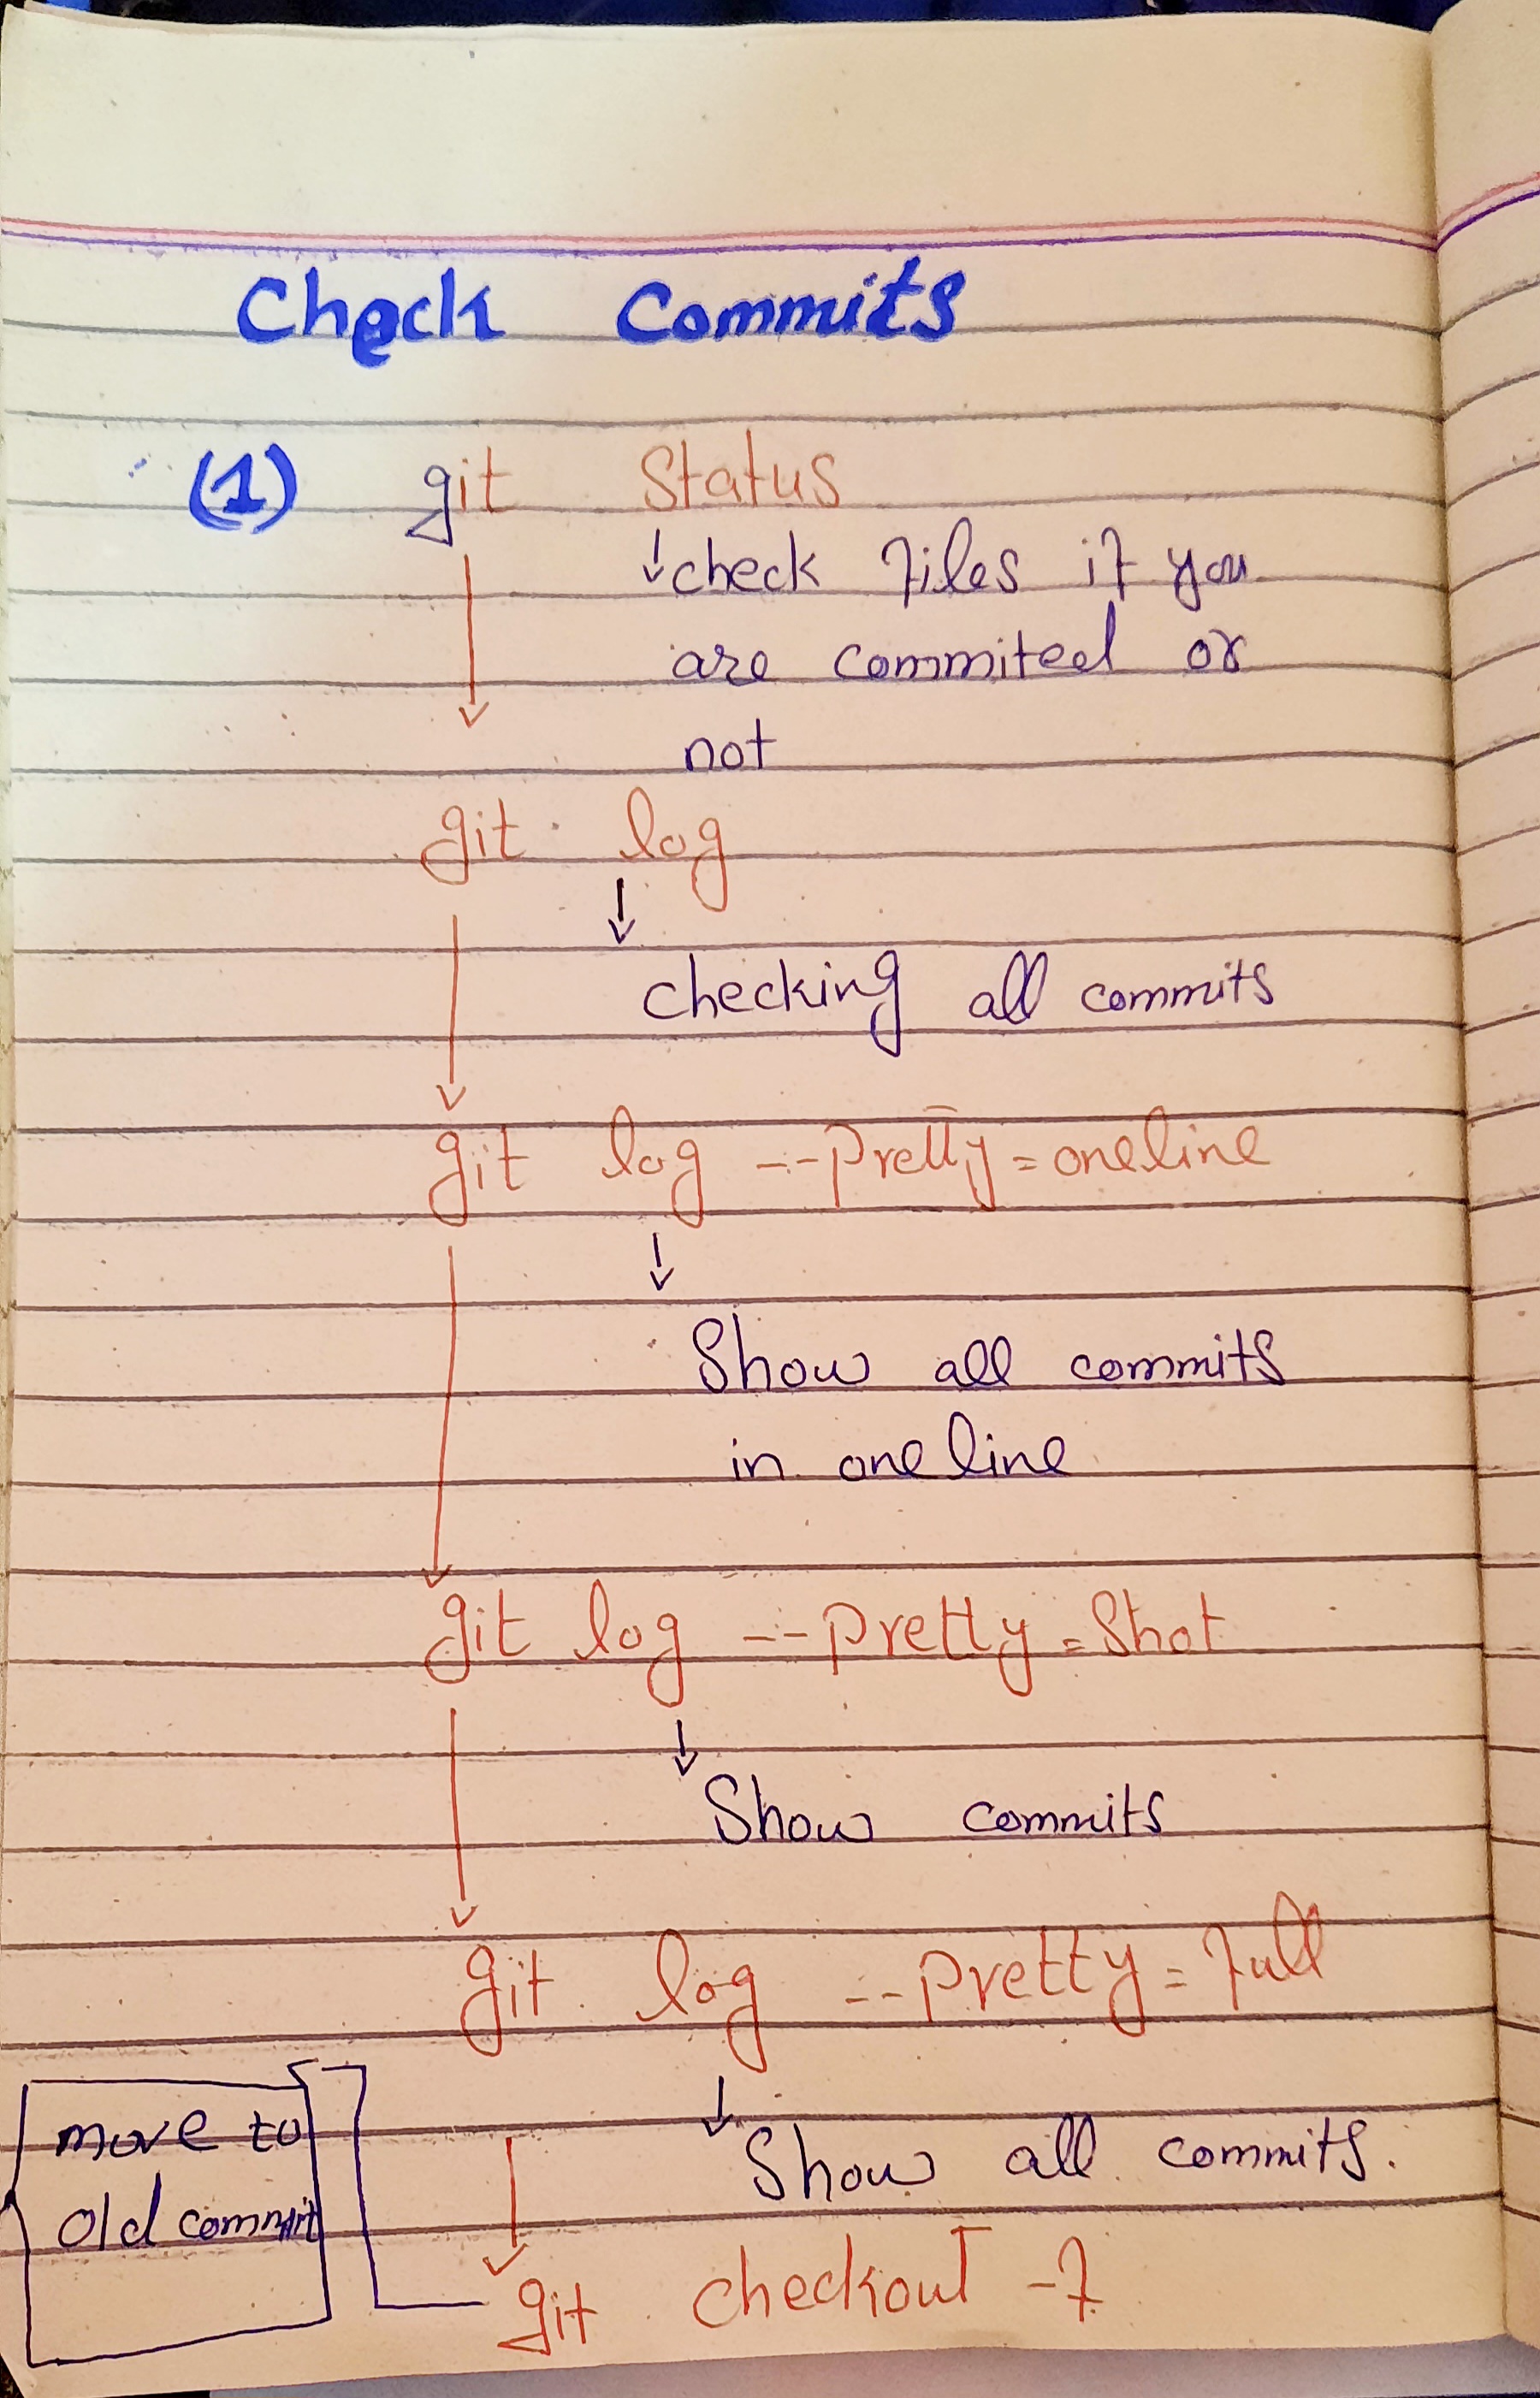 Check Commits
(1) git Status
check files if you
are commiteed or
not
git log
checking all commits
git log --pretty=oneline
Show all commits
in one line
git log --pretty=Shot
Show commits
git log --pretty=full
Show all commits.
move to
old commit
git checkout -f